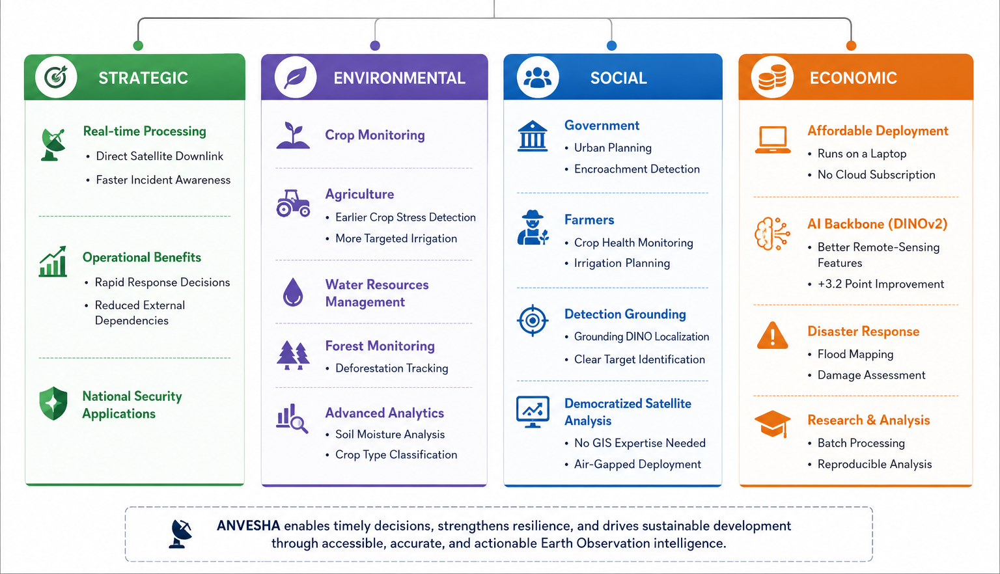 STRATEGIC
Real-time Processing
• Direct Satellite Downlink
• Faster Incident Awareness
Operational Benefits
• Rapid Response Decisions
• Reduced External
Dependencies
National Security
Applications
ENVIRONMENTAL
Crop Monitoring
Agriculture
• Earlier Crop Stress Detection
• More Targeted Irrigation
Water Resources
Management
Forest Monitoring
• Deforestation Tracking
Advanced Analytics
• Soil Moisture Analysis
• Crop Type Classification
SOCIAL
Government
• Urban Planning
• Encroachment Detection
Farmers
• Crop Health Monitoring
• Irrigation Planning
Detection Grounding
• Grounding DINO Localization
• Clear Target Identification
Democratized Satellite
Analysis
• No GIS Expertise Needed
• Air-Gapped Deployment
ECONOMIC
Affordable Deployment
• Runs on a Laptop
• No Cloud Subscription
AI Backbone (DINOv2)
• Better Remote-Sensing
Features
• +3.2 Point Improvement
Disaster Response
• Flood Mapping
• Damage Assessment
Research & Analysis
• Batch Processing
• Reproducible Analysis
ANVESHA enables timely decisions, strengthens resilience, and drives sustainable development
through accessible, accurate, and actionable Earth Observation intelligence.